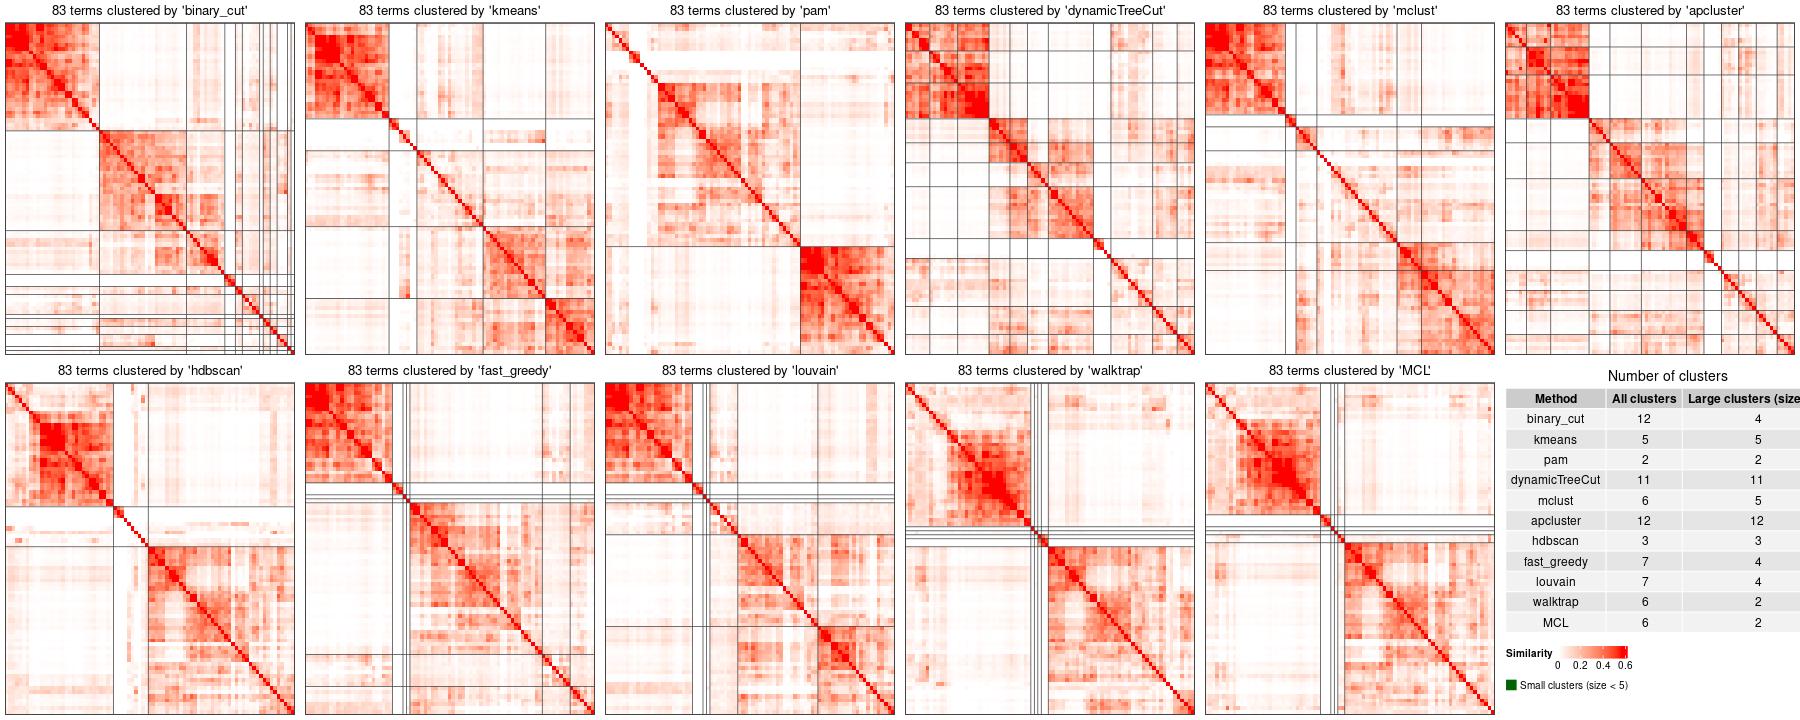 83 terms clustered by 'binary_cut'
83 terms clustered by 'kmeans'
83 terms clustered by 'pam'
83 terms clustered by 'dynamicTreeCut'
83 terms clustered by 'mclust'
83 terms clustered by 'apcluster'
83 terms clustered by 'hdbscan'
83 terms clustered by 'fast_greedy'
83 terms clustered by 'louvain'
83 terms clustered by 'walktrap'
83 terms clustered by 'MCL'
Number of clusters
Method All clusters Large clusters (size
binary_cut 12 4
kmeans 5 5
pam 2 2
dynamicTreeCut 11 11
mclust 6 5
apcluster 12 12
hdbscan 3 3
fast_greedy 7 4
louvain 7 4
walktrap 6 2
MCL 6 2
Similarity
0 0.2 0.4 0.6
Small clusters (size < 5)